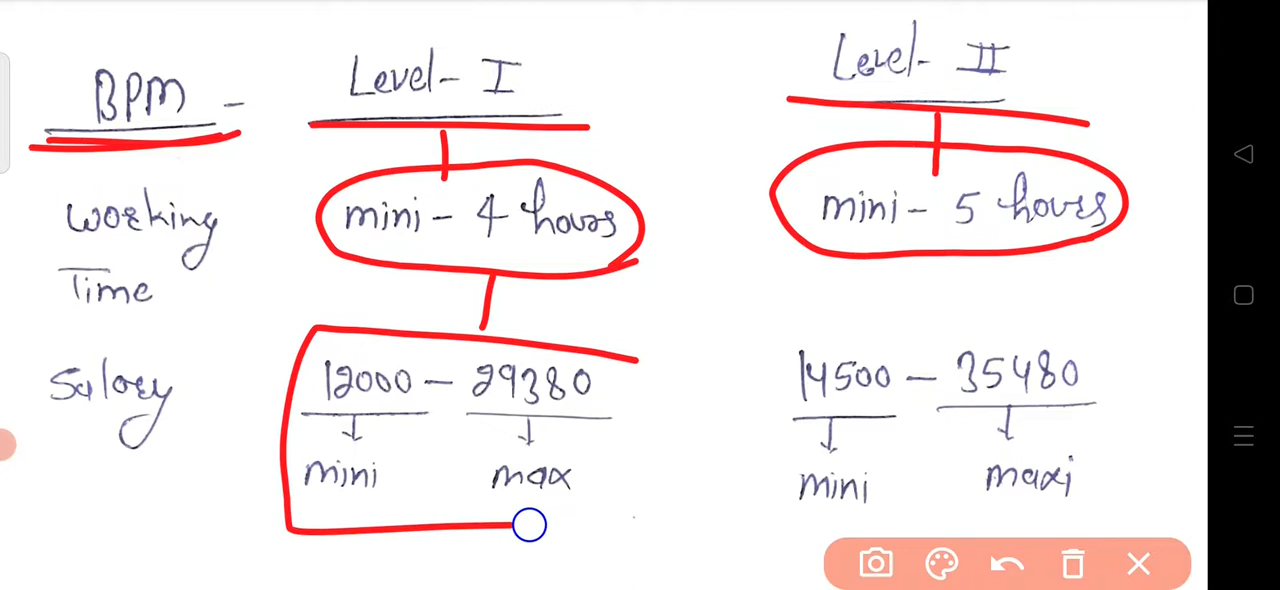 BPM - Level- I Level- II
Working mini - 4 hours mini - 5 hours
Time
Salory 12000 - 29380 14500 - 35480
mini max mini maxi